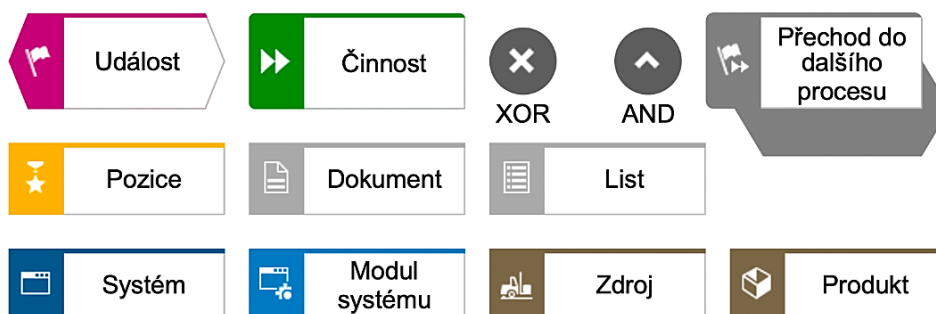 Událost
Činnost
XOR
AND
Přechod do
dalšího
procesu
Pozice
Dokument
List
Systém
Modul
systému
Zdroj
Produkt